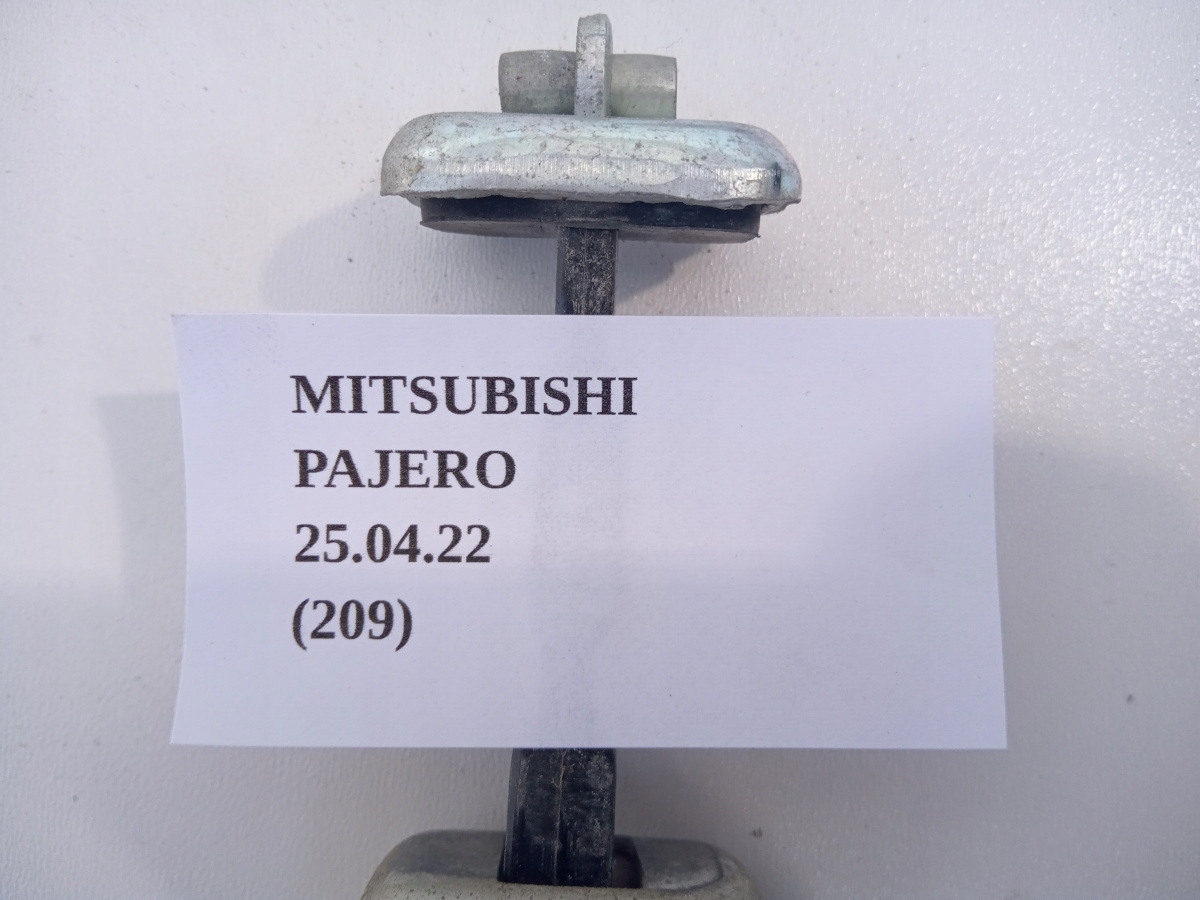 MITSUBISHI
PAJERO
25.04.22
(209)